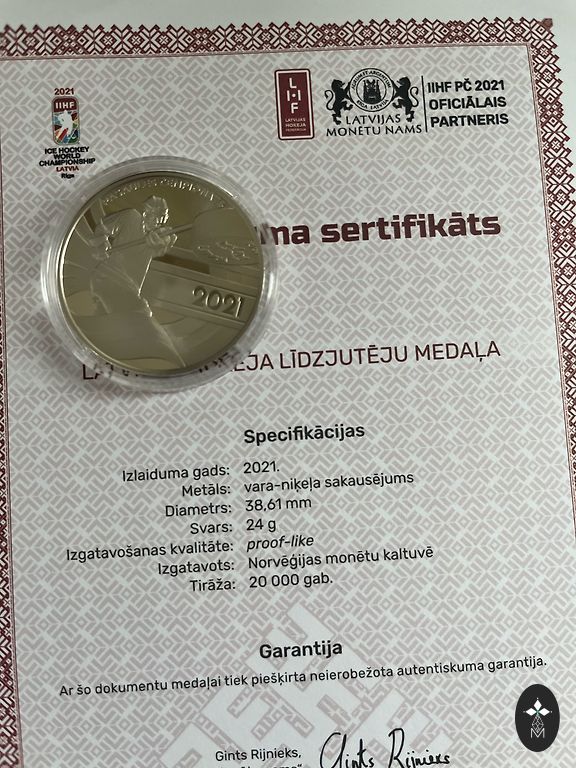 2021
IIHF
ICE HOCKEY
WORLD
CHAMPIONSHIP
LATVIA
Riga
L
H
F
LATVIJAS
HOKEJA
FEDERĀCIJA
LATVIJAS
MONĒTU NAMS
IIHF PČ 2021
OFICIĀLAIS
PARTNERIS
2021
ma sertifikāts
JA LĪDZJUTĒJU MEDAĻA
Specifikācijas
Izlaiduma gads: 2021.
Metāls: vara-niķeļa sakausējums
Diametrs: 38,61 mm
Svars: 24 g
Izgatavošanas kvalitāte: proof-like
Izgatavots: Norvēģijas monētu kaltuvē
Tirāža: 20 000 gab.
Garantija
Ar šo dokumentu medaļai tiek piešķirta neierobežota autentiskuma garantija.
Gints Rijnieks,
Gints Rijnieks
M